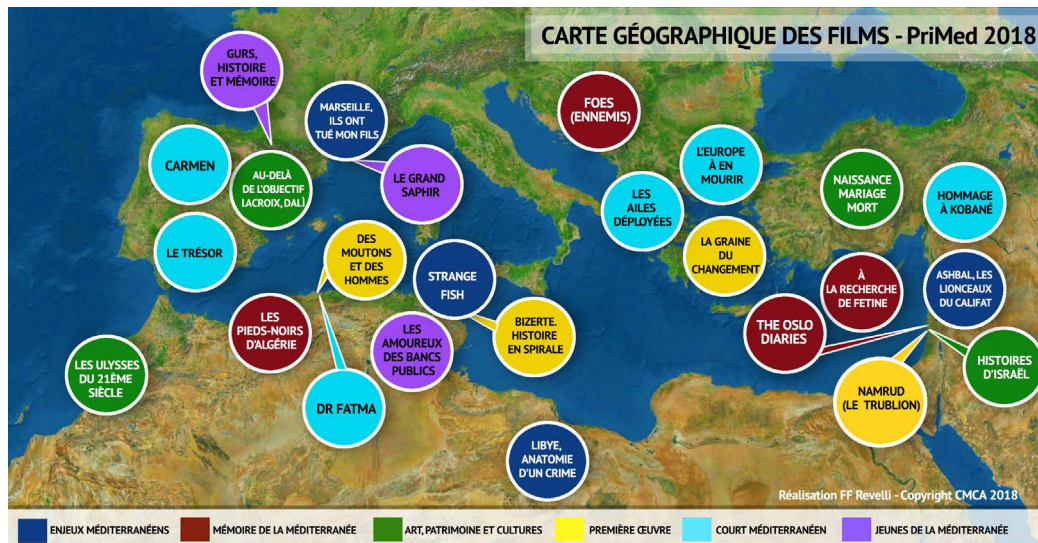 CARTE GÉOGRAPHIQUE DES FILMS - PriMed 2018
GURS,
HISTOIRE
ET MÉMOIRE
MARSEILLE,
ILS ONT
TUÉ MON FILS
FOES
(ENNEMIS)
CARMEN
AU-DELÀ
DE L'OBJECTIF
LACROIX, DALÌ
LE GRAND
SAPHIR
L'EUROPE
À EN
MOURIR
LES
AILES
DÉPLOYÉES
NAISSANCE
MARIAGE
MORT
HOMMAGE
À KOBANÉ
LE TRÉSOR
DES
MOUTONS
ET DES
HOMMES
STRANGE
FISH
LA GRAINE
DU
CHANGEMENT
À
LA RECHERCHE
DE FETINE
ASHBAL, LES
LIONCEAUX
DU CALIFAT
LES
PIEDS-NOIRS
D'ALGÉRIE
LES
AMOUREUX
DES BANCS
PUBLICS
BIZERTE.
HISTOIRE
EN SPIRALE
THE OSLO
DIARIES
HISTOIRES
D'ISRAËL
LES ULYSSES
DU 21ÈME
SIÈCLE
DR FATMA
NAMRUD
(LE TRUBLION)
LIBYE,
ANATOMIE
D'UN CRIME
Réalisation FF Revelli - Copyright CMCA 2018
ENJEUX MÉDITERRANÉENS
MÉMOIRE DE LA MÉDITERRANÉE
ART, PATRIMOINE ET CULTURES
PREMIÈRE ŒUVRE
COURT MÉDITERRANÉEN
JEUNES DE LA MÉDITERRANÉE